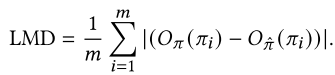 LMD = \frac{1}{m} \sum_{i=1}^{m} |(O_{\pi}(\pi_i) - O_{\hat{\pi}}(\pi_i))|.